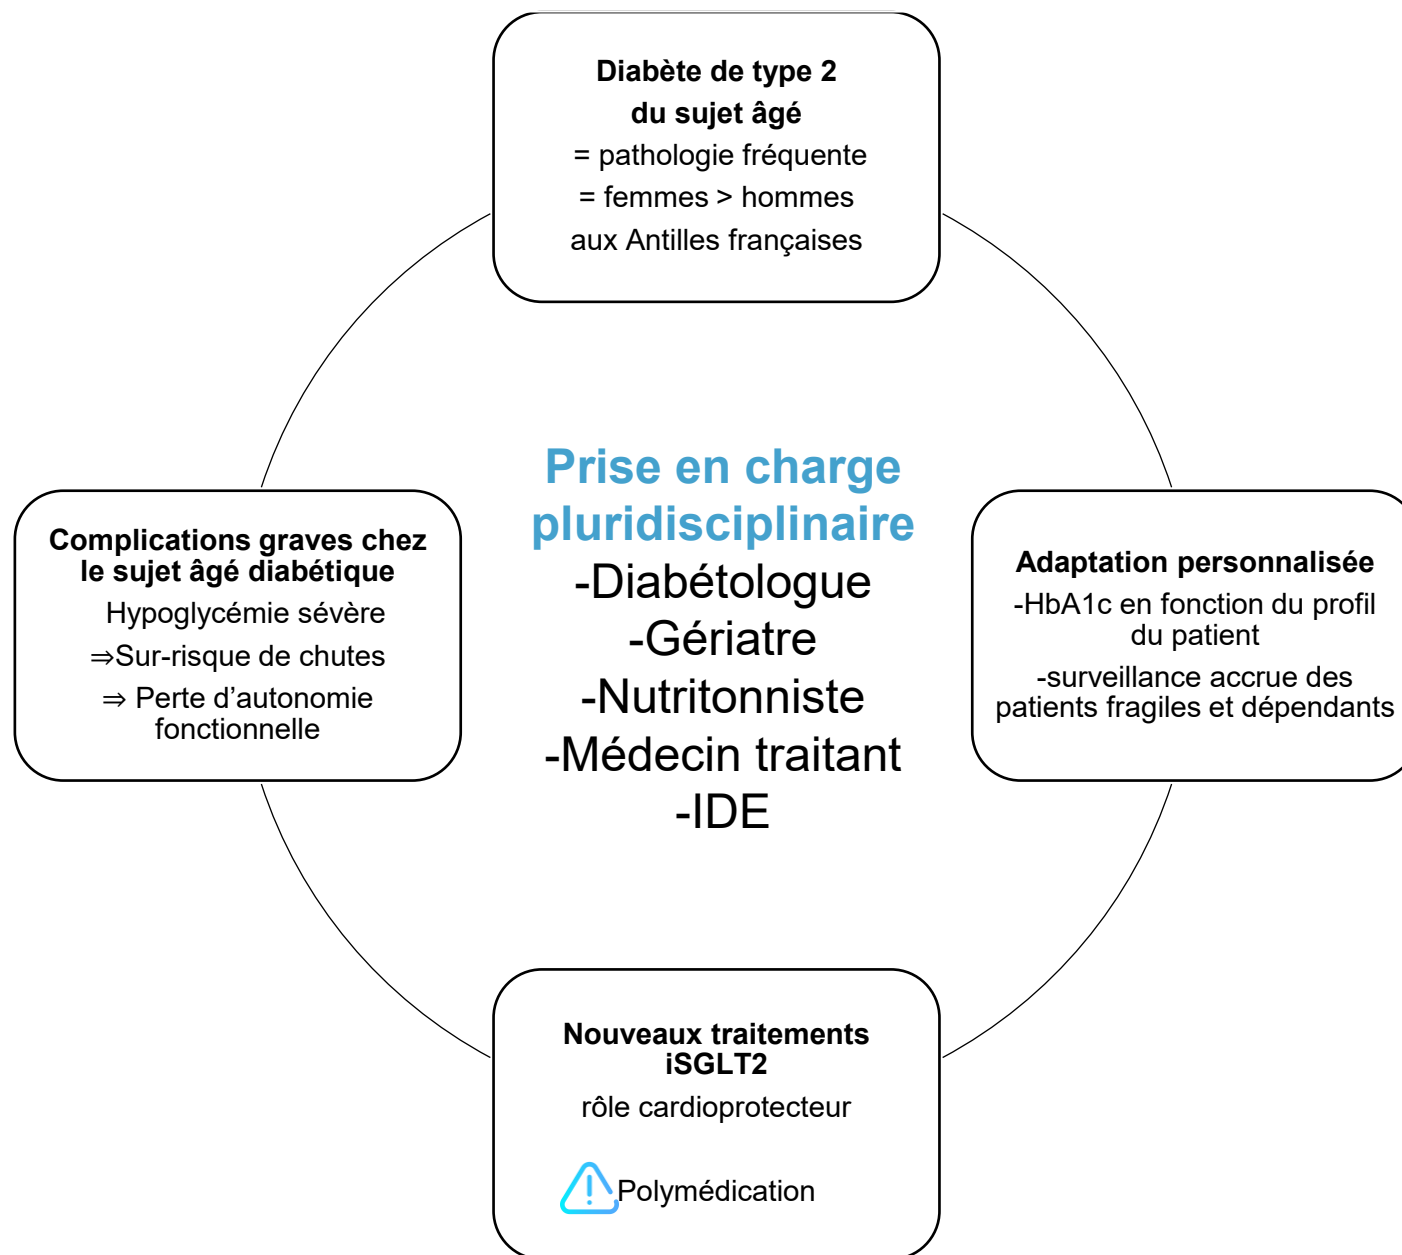 Diabète de type 2
du sujet âgé
= pathologie fréquente
= femmes > hommes
aux Antilles françaises
Prise en charge
pluridisciplinaire
-Diabétologue
-Gériatre
-Nutritonniste
-Médecin traitant
-IDE
Complications graves chez
le sujet âgé diabétique
Hypoglycémie sévère
⇒Sur-risque de chutes
⇒ Perte d’autonomie
fonctionnelle
Adaptation personnalisée
-HbA1c en fonction du profil
du patient
-surveillance accrue des
patients fragiles et dépendants
Nouveaux traitements
iSGLT2
rôle cardioprotecteur
Polymédication